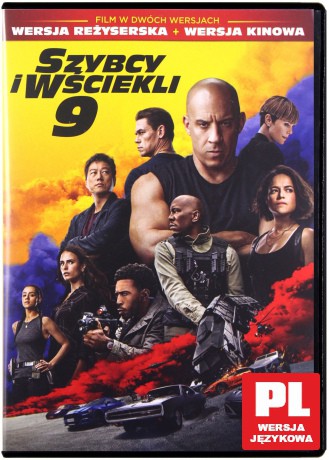 FILM W DWÓCH WERSJACH
WERSJA REŻYSERSKA + WERSJA KINOWA
SZYBCY
i WŚCIEKLI
9
PL
WERSJA
JĘZYKOWA